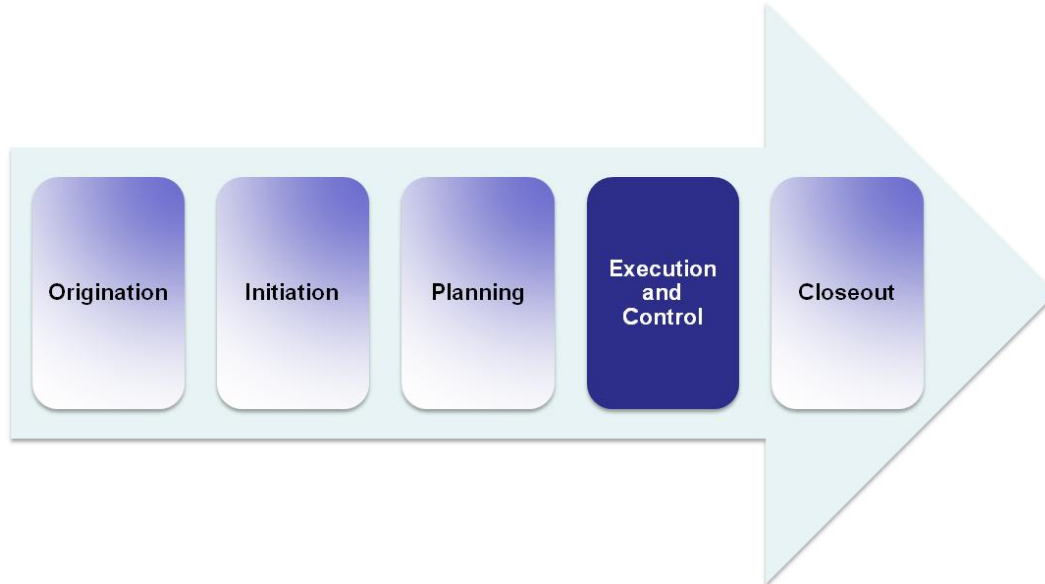 Origination
Initiation
Planning
Execution
and
Control
Closeout